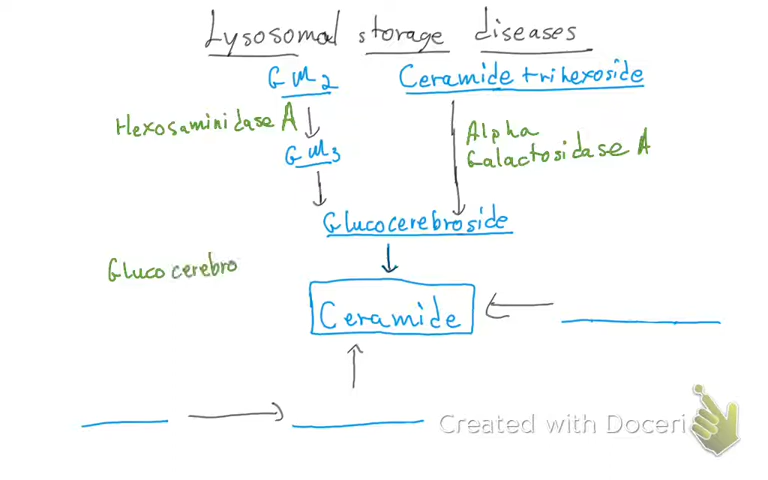 Lysosomal storage diseases
GM2
Ceramide trihexoside
Hexosaminidase A
Alpha
Galactosidase A
GM3
Glucocerebroside
Glucocerebro
Ceramide
Created with Doceri